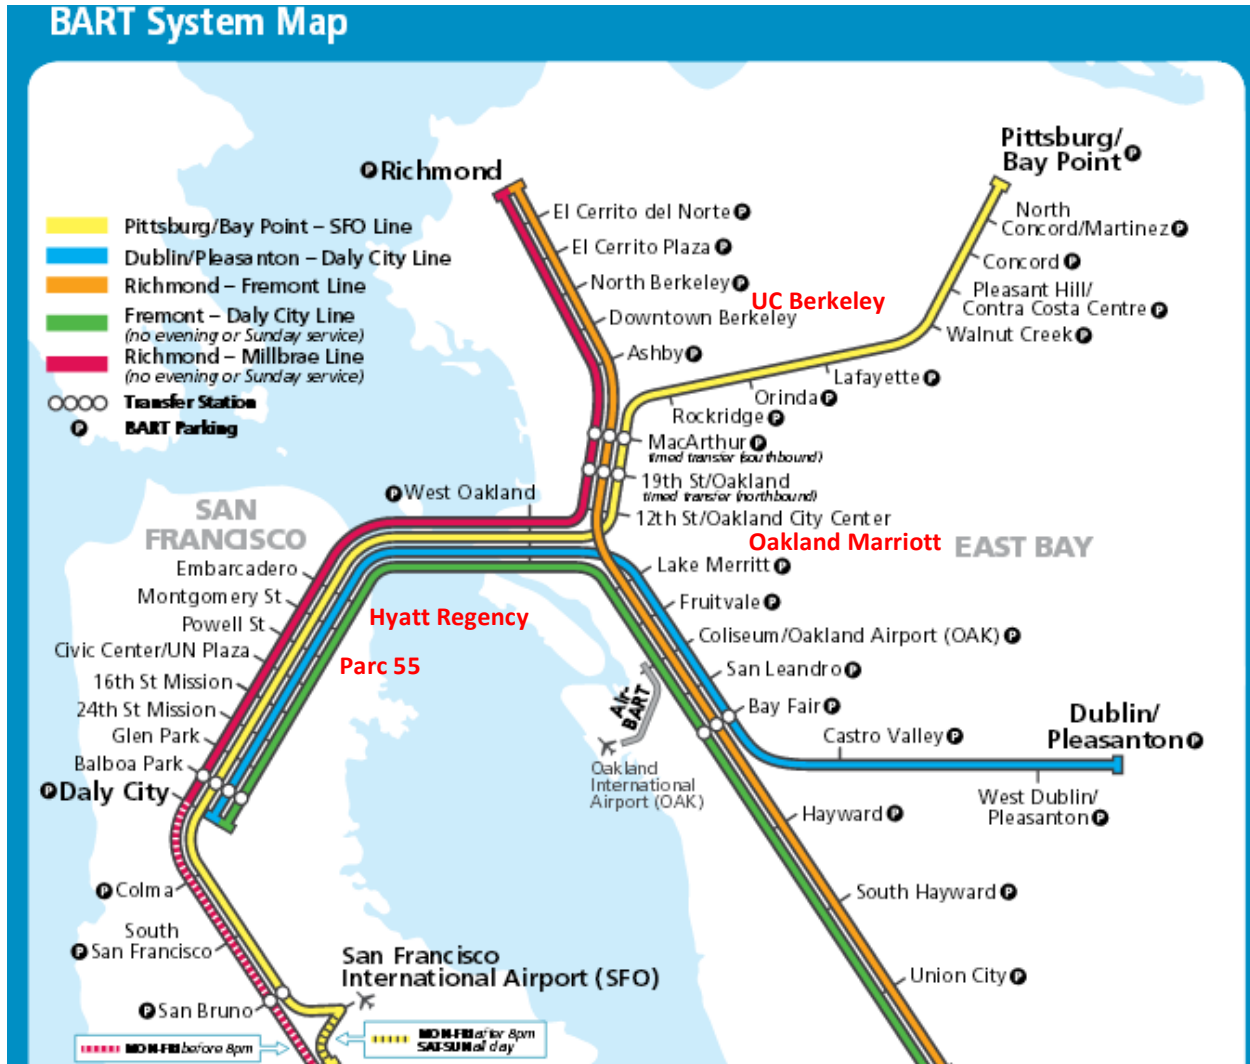 BART System Map
Richmond
Pittsburg/
Bay Point
El Cerrito del Norte
El Cerrito Plaza
North Berkeley
Downtown Berkeley
Ashby
UC Berkeley
North
Concord/Martinez
Concord
Pleasant Hill/
Contra Costa Centre
Walnut Creek
Lafayette
Orinda
Rockridge
Pittsburg/Bay Point – SFO Line
Dublin/Pleasanton – Daly City Line
Richmond – Fremont Line
Fremont – Daly City Line
(no evening or Sunday service)
Richmond – Millbrae Line
(no evening or Sunday service)
Transfer Station
P
BART Parking
MacArthur
timed transfer (southbound)
19th St/Oakland
timed transfer (northbound)
12th St/Oakland City Center
Oakland Marriott
EAST BAY
West Oakland
SAN
FRANCISCO
Embarcadero
Montgomery St
Powell St
Civic Center/UN Plaza
16th St Mission
24th St Mission
Glen Park
Balboa Park
Daly City
Hyatt Regency
Parc 55
Lake Merritt
Fruitvale
Coliseum/Oakland Airport (OAK)
San Leandro
Bay Fair
Air-
BART
Oakland
International
Airport (OAK)
Castro Valley
Dublin/
Pleasanton
West Dublin/
Pleasanton
Hayward
South Hayward
Union City
Colma
South
San Francisco
San Bruno
San Francisco
International Airport (SFO)
MON-FRI before 8pm
MON-FRI after 8pm
SAT-SUN all day